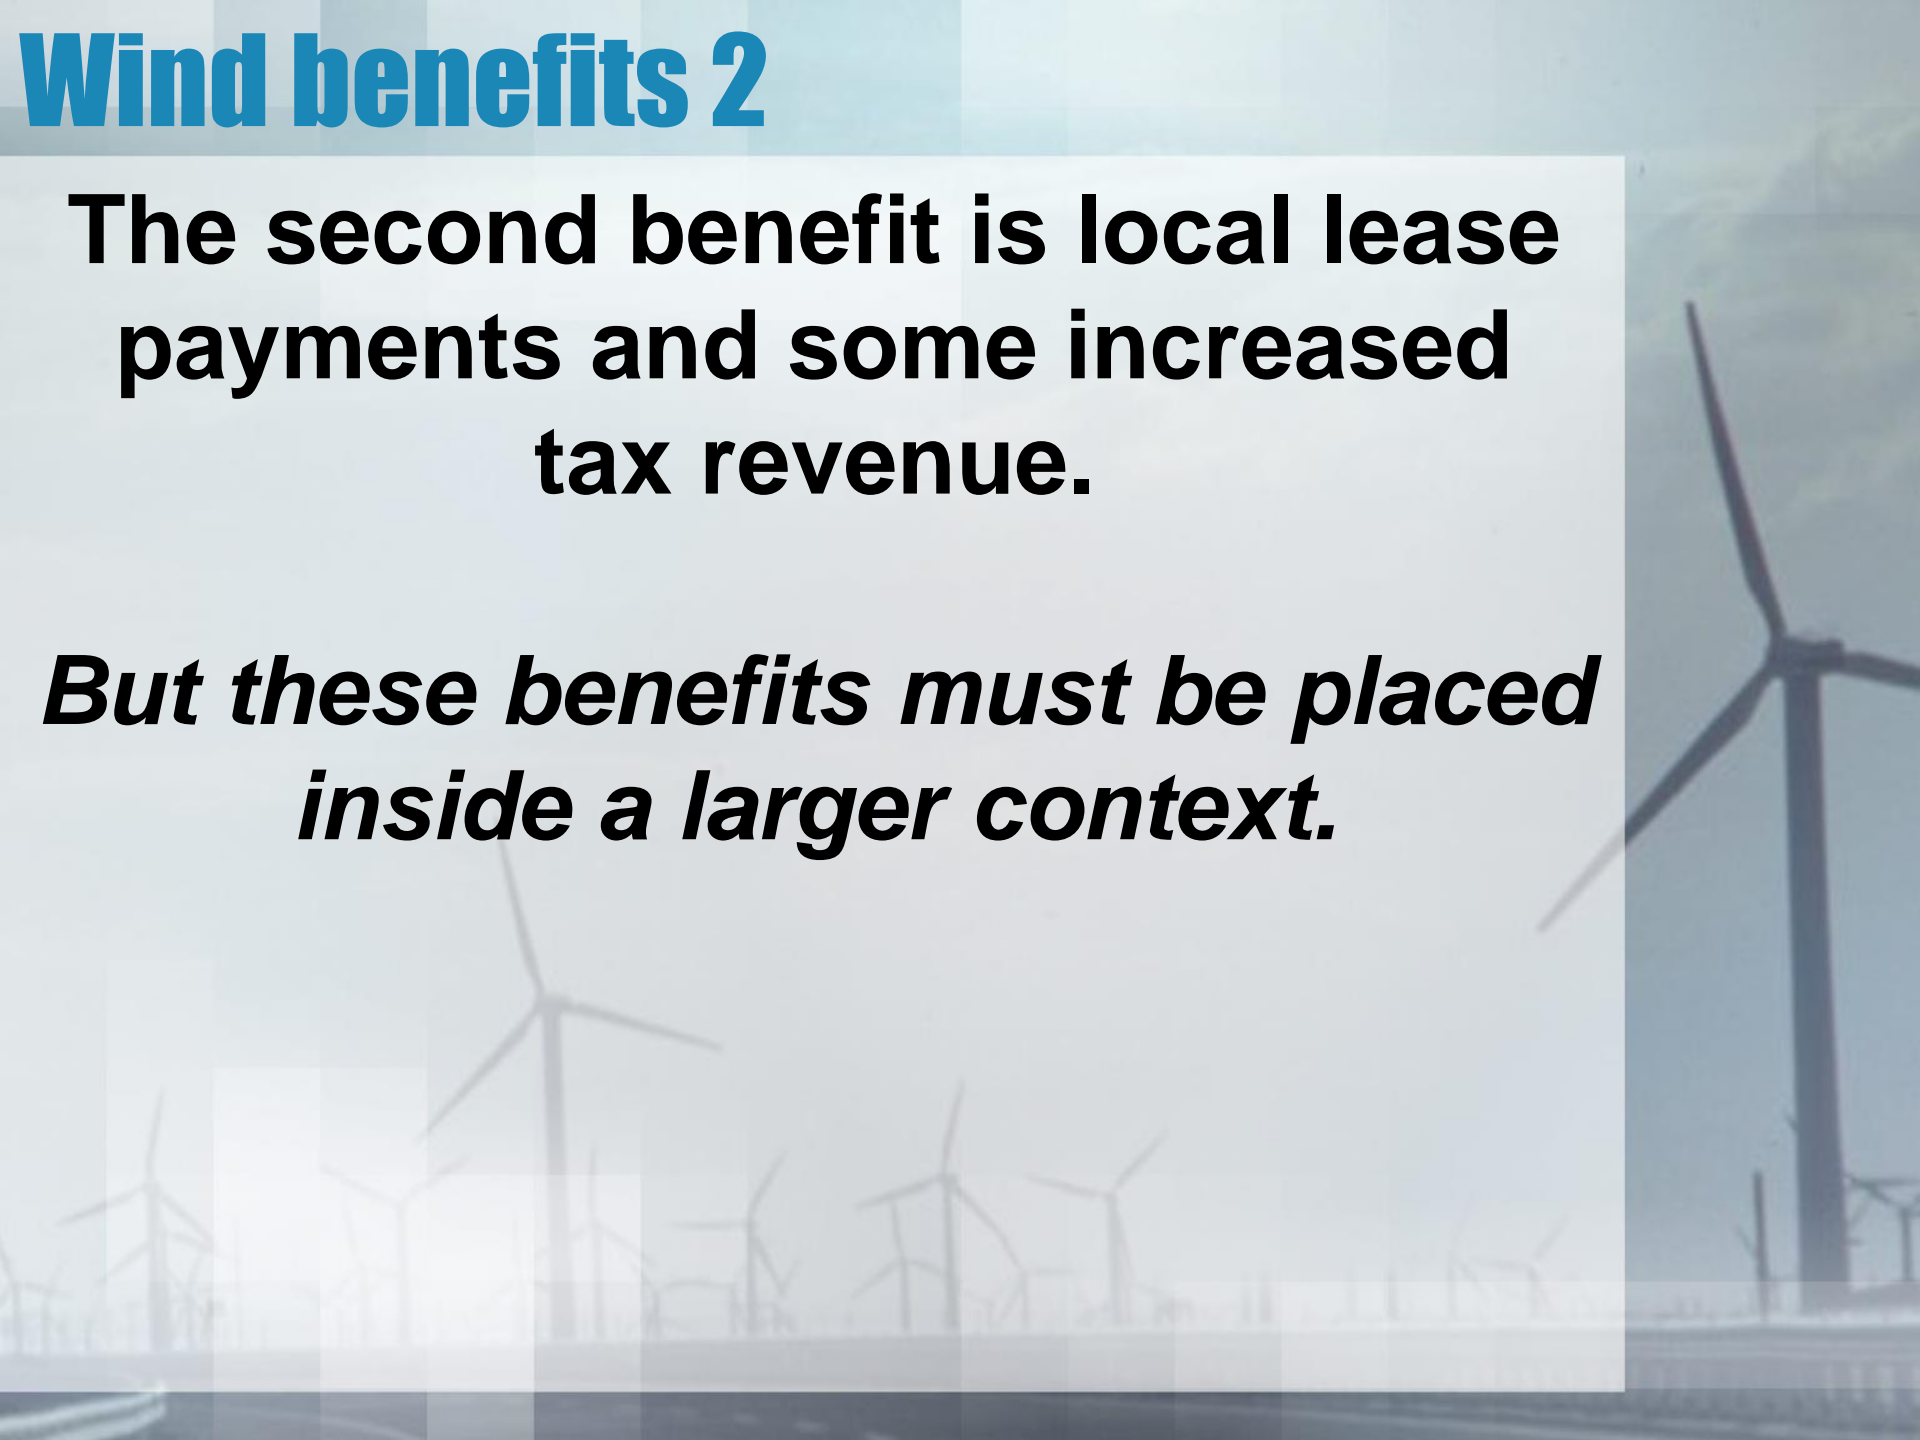 Wind benefits 2
The second benefit is local lease
payments and some increased
tax revenue.
But these benefits must be placed
inside a larger context.